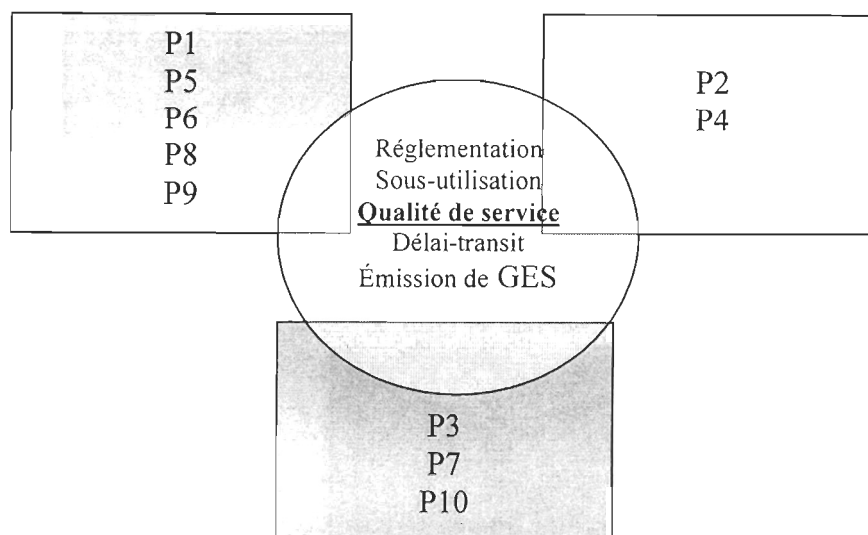 P1
P5
P6
P8
P9
P2
P4
Réglementation
Sous-utilisation
Qualité de service
Délai-transit
Émission de GES
P3
P7
P10